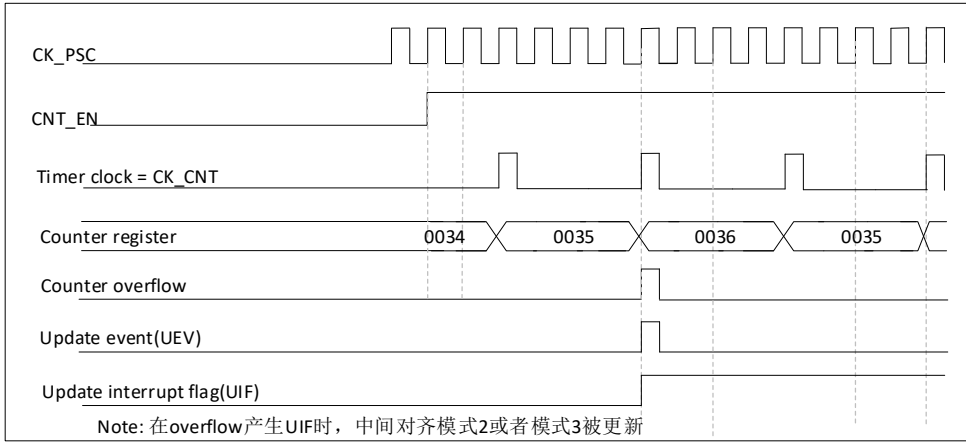 CK_PSC
CNT_EN
Timer clock = CK_CNT
Counter register 0034 0035 0036 0035
Counter overflow
Update event(UEV)
Update interrupt flag(UIF)
Note: 在overflow产生UIF时，中间对齐模式2或者模式3被更新